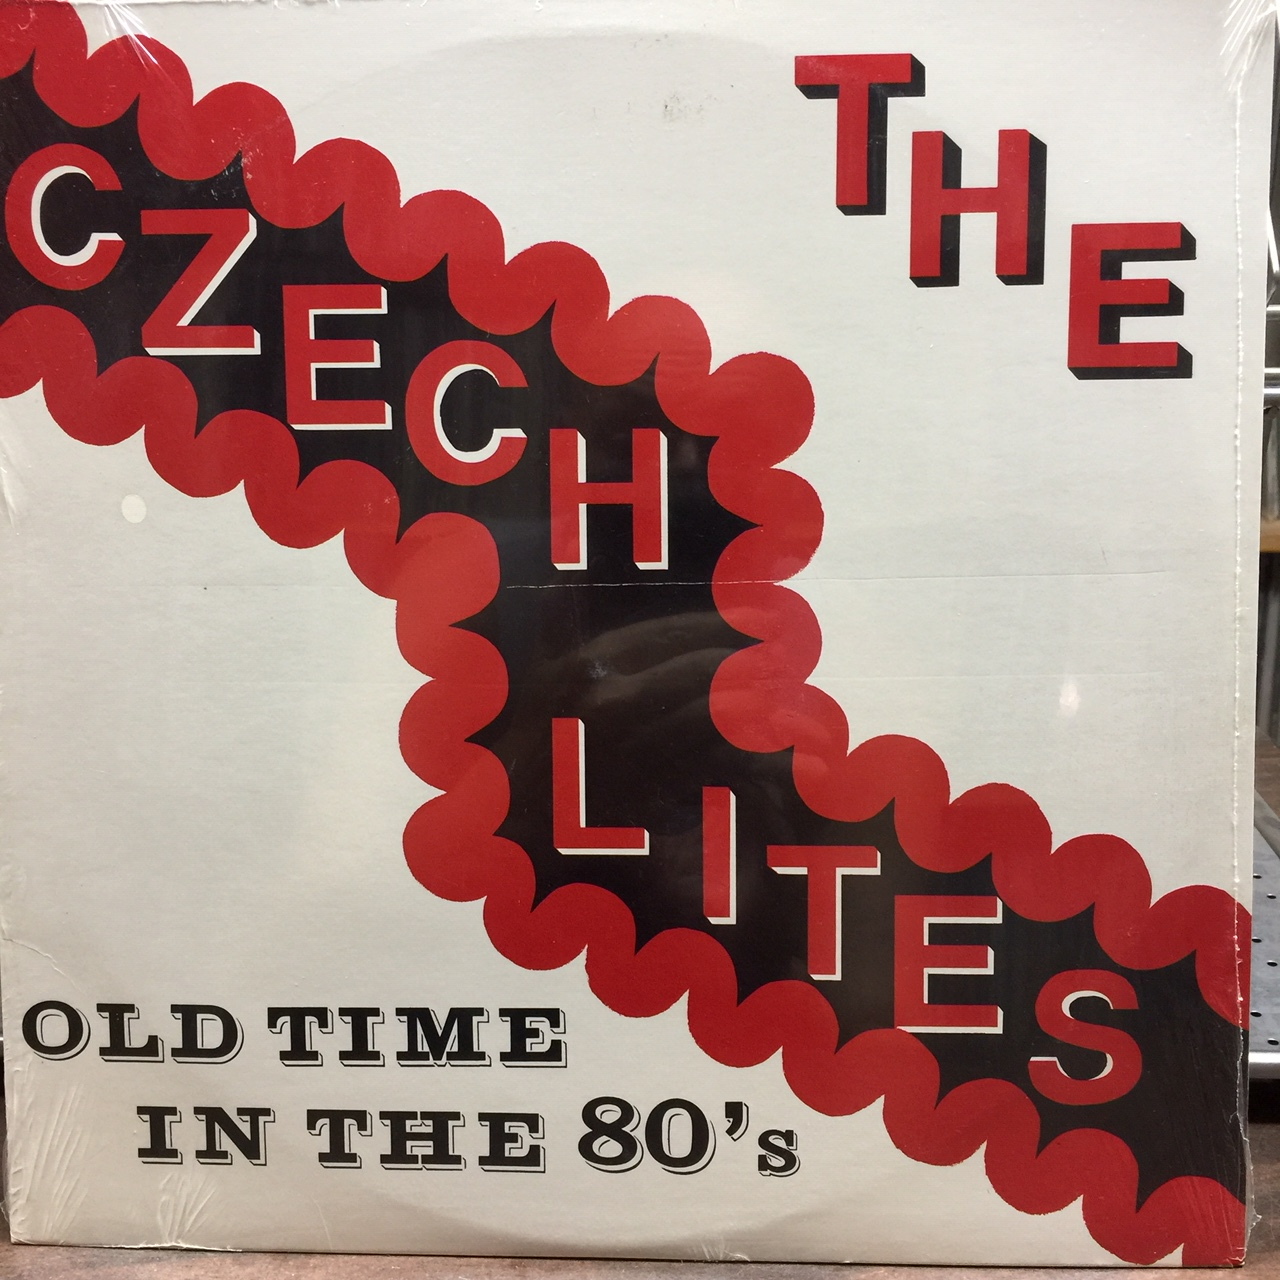 THE
CZECH
LITES
OLD TIME
IN THE 80's